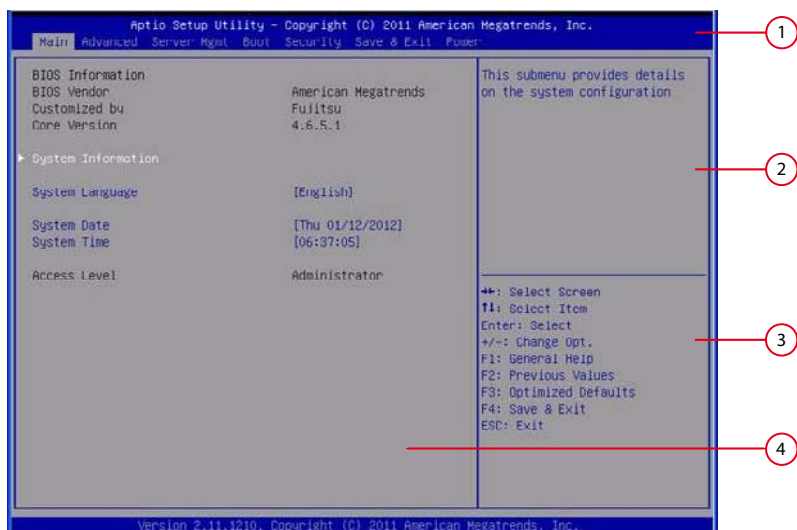 Aptio Setup Utility – Copyright (C) 2011 American Megatrends, Inc.
Main Advanced Server Mgmt Boot Security Save & Exit Power
BIOS Information
BIOS Vendor American Megatrends
Customized by Fujitsu
Core Version 4.6.5.1
System Information
System Language [English]
System Date [Thu 01/12/2012]
System Time [06:37:05]
Access Level Administrator
This submenu provides details
on the system configuration
→←: Select Screen
↑↓: Select Item
Enter: Select
+/-: Change Opt.
F1: General Help
F2: Previous Values
F3: Optimized Defaults
F4: Save & Exit
ESC: Exit
Version 2.11.1210. Copyright (C) 2011 American Megatrends, Inc.
1
2
3
4